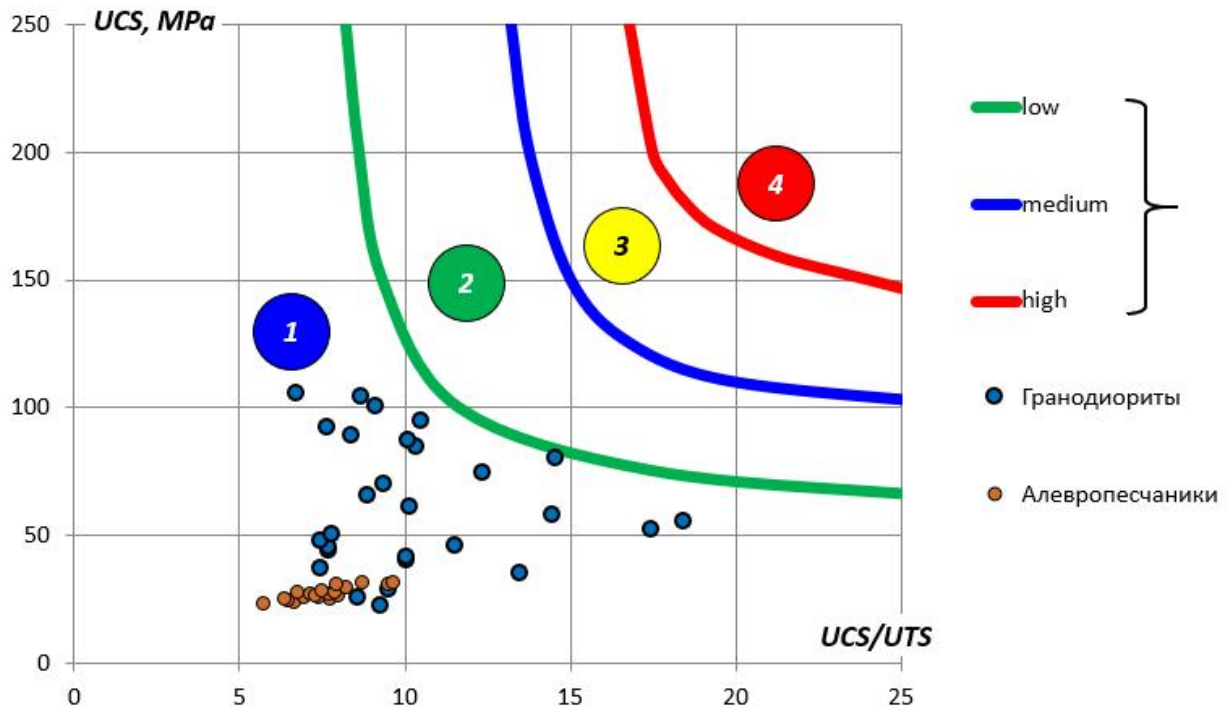 UCS, MPa
250
200
150
100
50
0
0 5 10 15 20 25
UCS/UTS
1
2
3
4
low
medium
high
Гранодиориты
Алевропесчаники